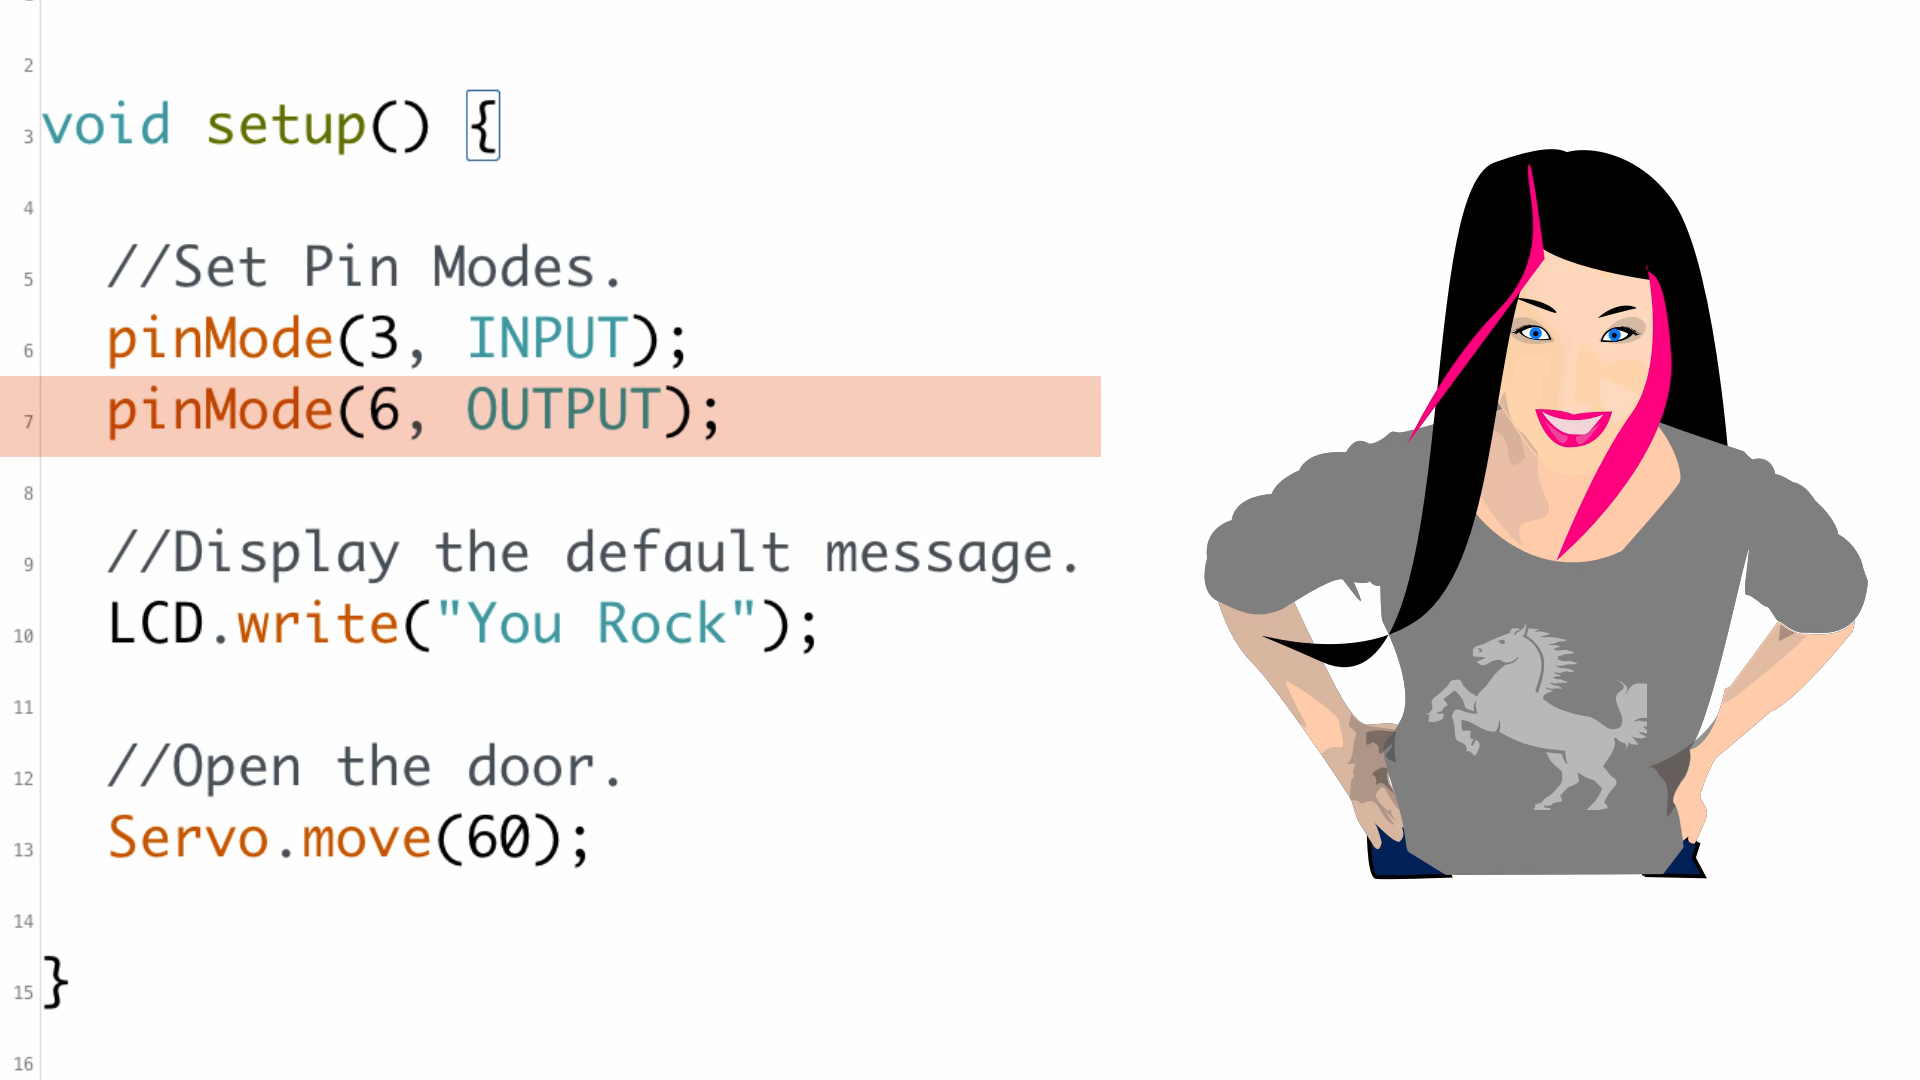 2
3 void setup() {
4
5 //Set Pin Modes.
6 pinMode(3, INPUT);
7 pinMode(6, OUTPUT);
8
9 //Display the default message.
10 LCD.write("You Rock");
11
12 //Open the door.
13 Servo.move(60);
14
15 }
16